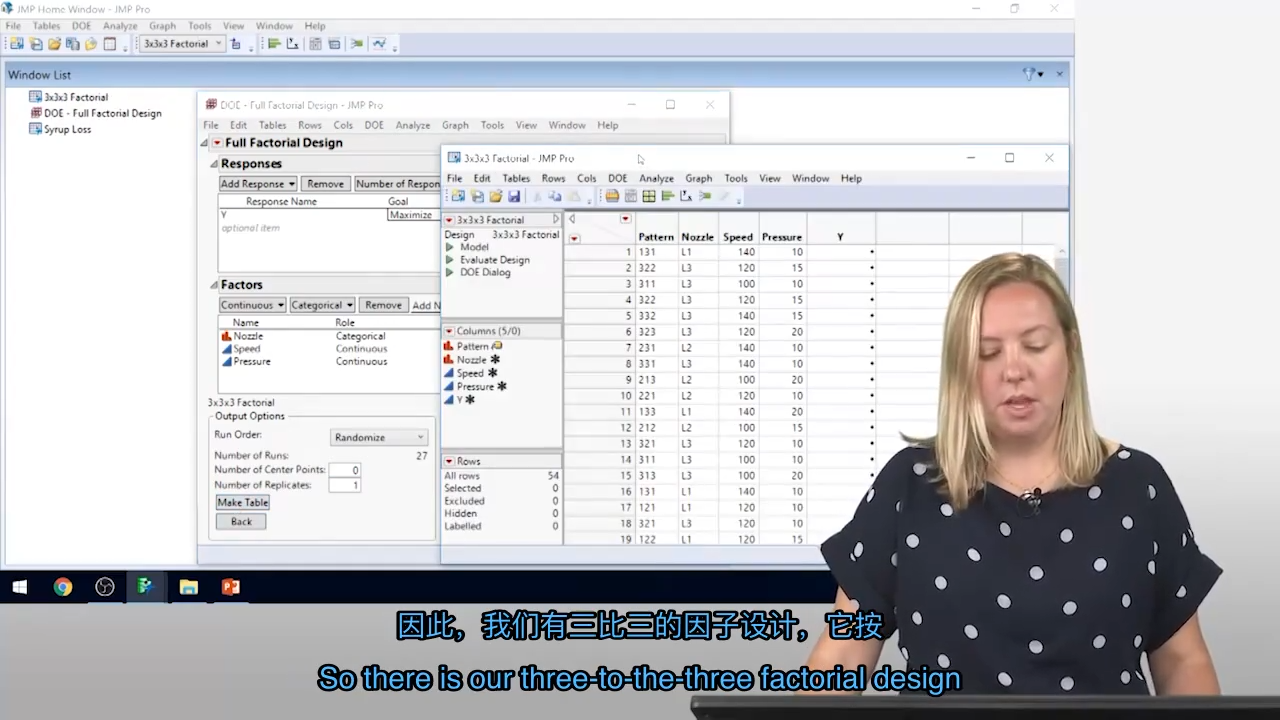 JMP Home Window - JMP Pro
File Tables DOE Analyze Graph Tools View Window Help
3x3x3 Factorial
Window List
3x3x3 Factorial
DOE - Full Factorial Design
Syrup Loss
DOE - Full Factorial Design - JMP Pro
File Edit Tables Rows Cols DOE Analyze Graph Tools View Window Help
Full Factorial Design
Responses
Add Response Remove Number of Respon
Response Name Goal
Y Maximize
optional item
Factors
Continuous Categorical Remove Add N
Name Role
Nozzle Categorical
Speed Continuous
Pressure Continuous
3x3x3 Factorial
Output Options
Run Order: Randomize
Number of Runs: 27
Number of Center Points: 0
Number of Replicates: 1
Make Table
Back
3x3x3 Factorial - JMP Pro
File Edit Tables Rows Cols DOE Analyze Graph Tools View Window Help
3x3x3 Factorial
Design 3x3x3 Factorial
Model
Evaluate Design
DOE Dialog
Columns (5/0)
Pattern
Nozzle
Speed
Pressure
Y
Rows
All rows 54
Selected 0
Excluded 0
Hidden 0
Labelled 0
Pattern Nozzle Speed Pressure Y
1 131 L1 140 10 •
2 322 L3 120 15 •
3 311 L3 100 10 •
4 322 L3 120 15 •
5 332 L3 140 15 •
6 323 L3 120 20 •
7 231 L2 140 10 •
8 331 L3 140 10 •
9 213 L2 100 20 •
10 221 L2 120 10 •
11 133 L1 140 20 •
12 212 L2 100 15 •
13 321 L3 120 10 •
14 311 L3 100 10 •
15 313 L3 100 20
16 131 L1 140 10
17 121 L1 120 10
18 321 L3 120 10
19 122 L1 120 15
因此，我们有三比三的因子设计，它按
So there is our three-to-the-three factorial design